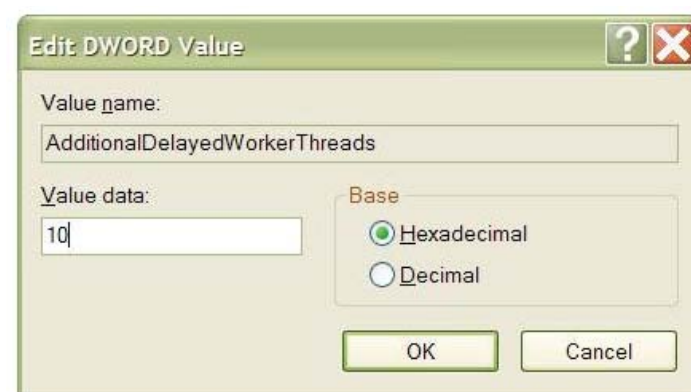 Edit DWORD Value
Value name:
AdditionalDelayedWorkerThreads
Value data:
10
Base
Hexadecimal
Decimal
OK Cancel